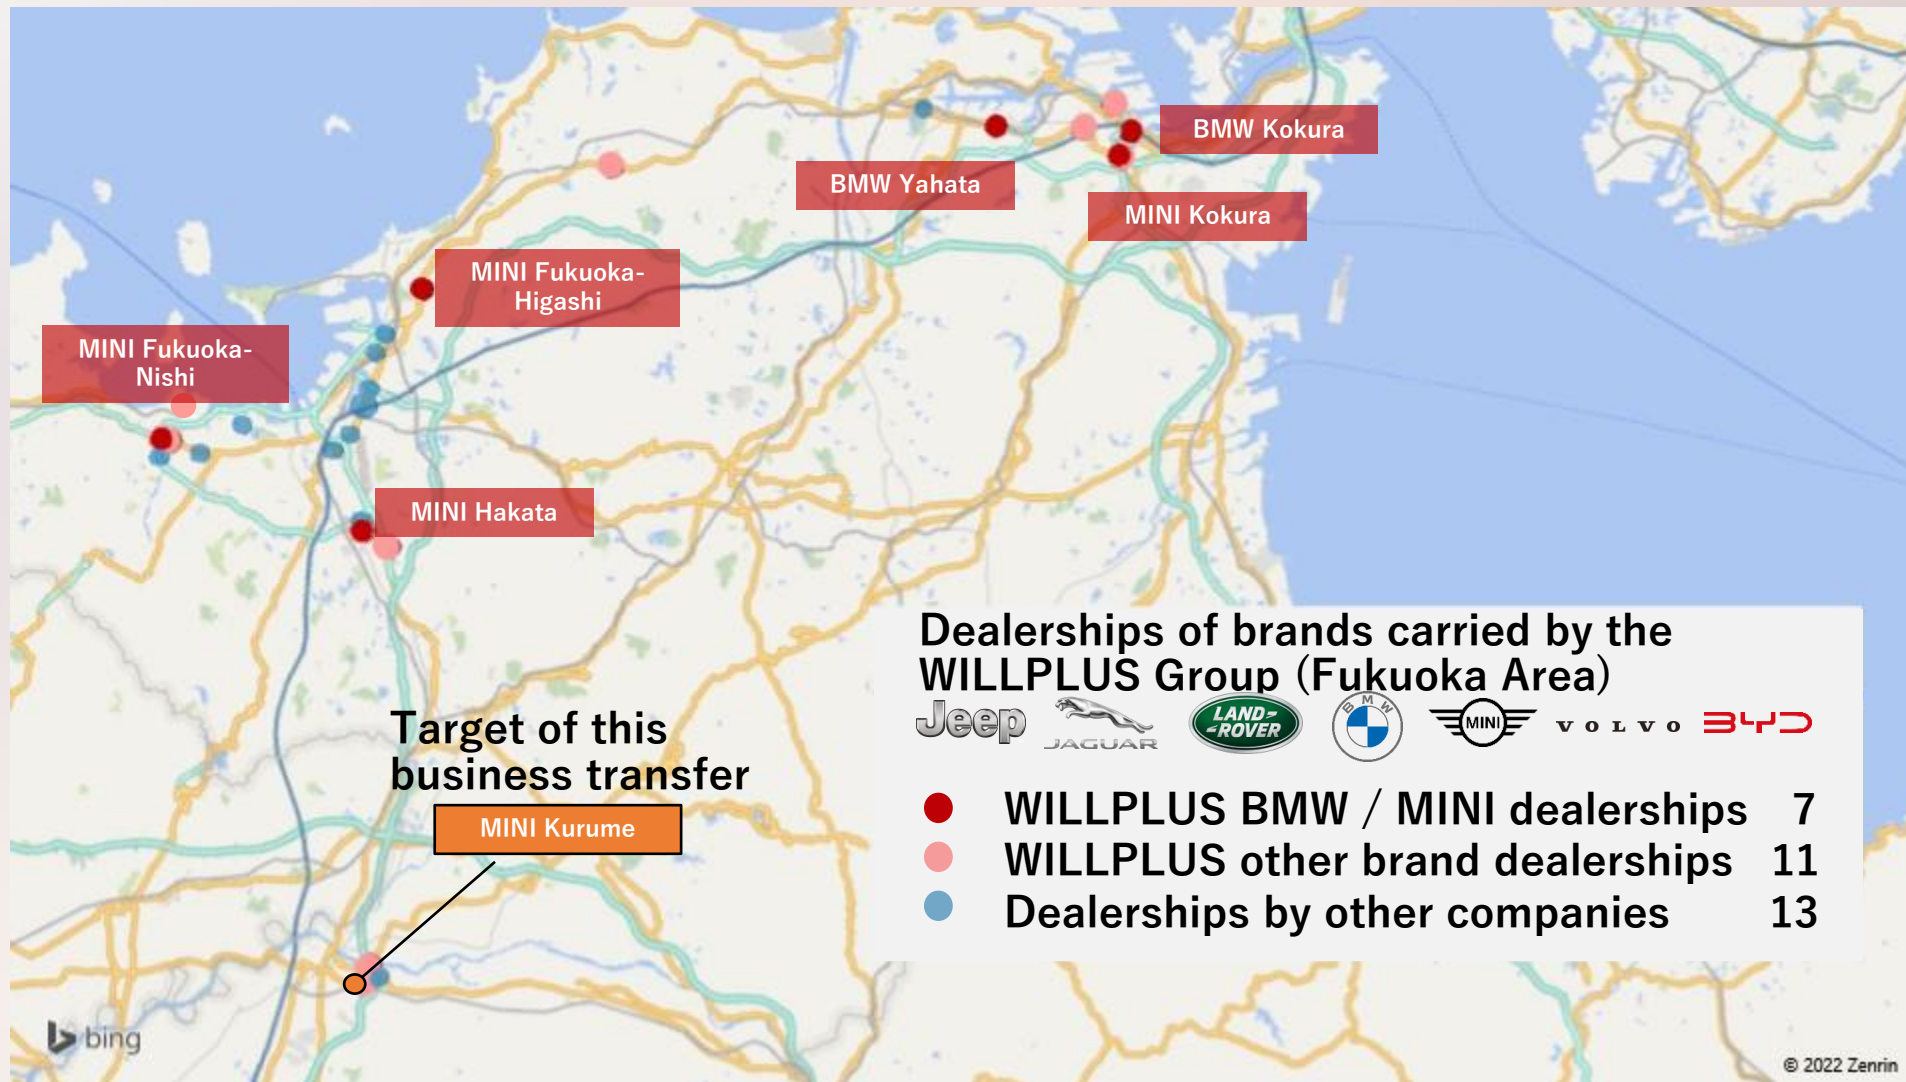 BMW Kokura
BMW Yahata
MINI Kokura
MINI Fukuoka-
Higashi
MINI Fukuoka-
Nishi
MINI Hakata
Dealerships of brands carried by the
WILLPLUS Group (Fukuoka Area)
Jeep
JAGUAR
LAND-
-ROVER
BMW
MINI
VOLVO
BYD
Target of this
business transfer
MINI Kurume
WILLPLUS BMW / MINI dealerships 7
WILLPLUS other brand dealerships 11
Dealerships by other companies 13
bing
© 2022 Zenrin